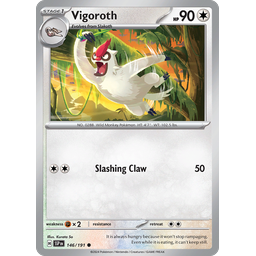 STAGE 1
Vigoroth
HP 90
Evolves from Slakoth
Slashing Claw 50
weakness ×2 resistance retreat
It is always hungry because it won't stop rampaging.
Even while it is eating, it can't keep still.
146/191